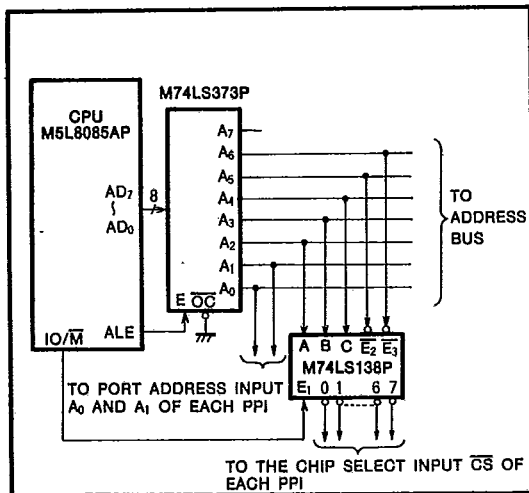 M74LS373P
CPU
M5L8085AP
A7
A6
A5
A4
A3
A2
A1
A0
AD7
~
AD0
8
TO
ADDRESS
BUS
E OC
IO/M ALE
A B C E2 E3
M74LS138P
E1 0 1 6 7
TO PORT ADDRESS INPUT
A0 AND A1 OF EACH PPI
TO THE CHIP SELECT INPUT CS OF
EACH PPI